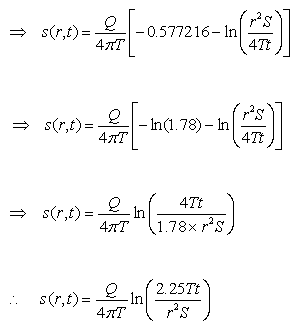 ⇒ s(r,t) = Q/4πT [−0.577216 − ln(r²S/4Tt)]
⇒ s(r,t) = Q/4πT [−ln(1.78) − ln(r²S/4Tt)]
⇒ s(r,t) = Q/4πT ln(4Tt/1.78 × r²S)
∴ s(r,t) = Q/4πT ln(2.25Tt/r²S)